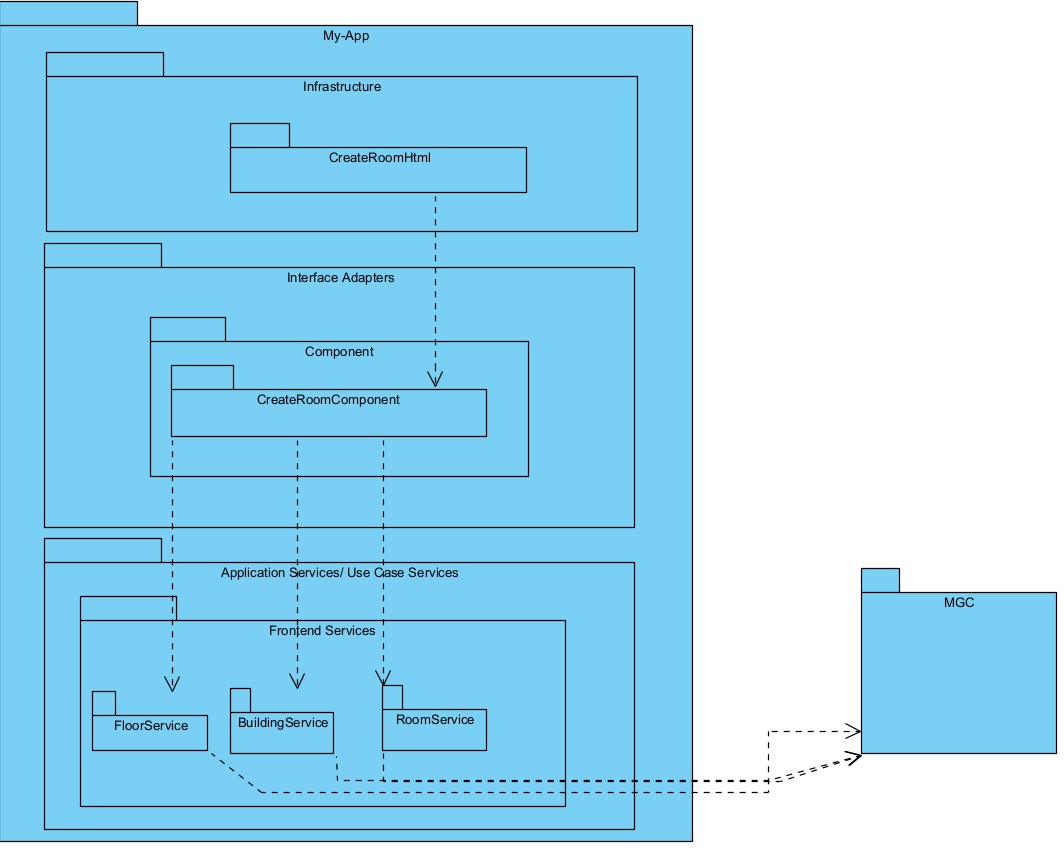 My-App
Infrastructure
CreateRoomHtml
Interface Adapters
Component
CreateRoomComponent
Application Services/ Use Case Services
Frontend Services
FloorService
BuildingService
RoomService
MGC